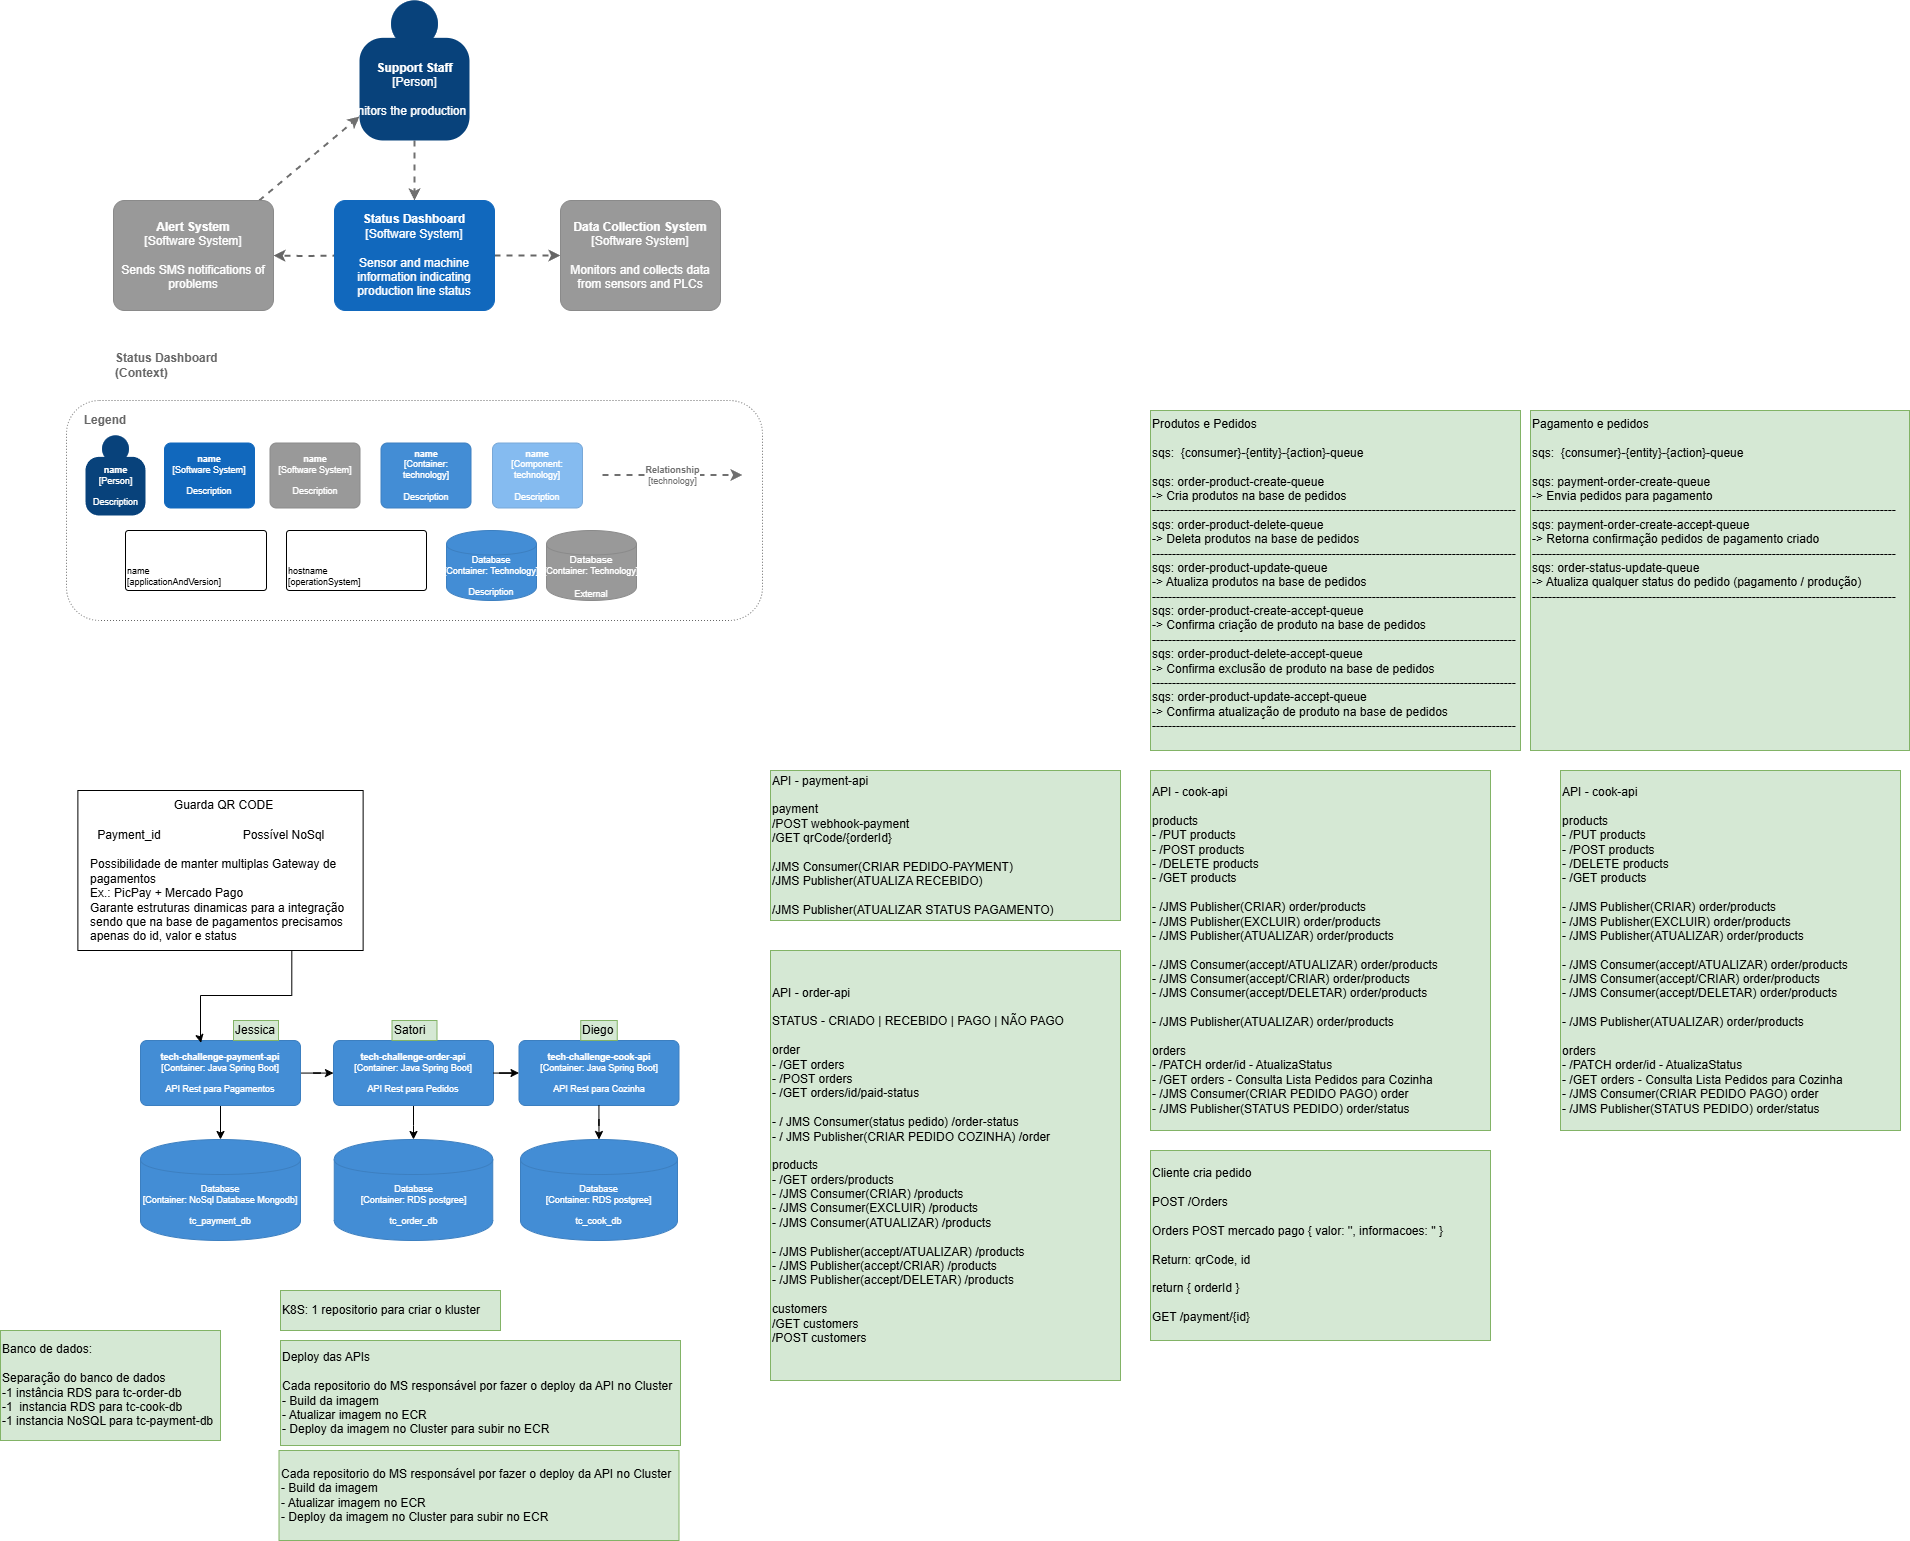 Support Staff
[Person]
nitors the production
Alert System
[Software System]
Sends SMS notifications of
problems
Status Dashboard
[Software System]
Sensor and machine
information indicating
production line status
Data Collection System
[Software System]
Monitors and collects data
from sensors and PLCs
Status Dashboard
(Context)
Legend
name
[Person]
Description
name
[Software System]
Description
name
[Software System]
Description
name
[Container:
technology]
Description
name
[Component:
technology]
Description
Relationship
[technology]
name
[applicationAndVersion]
hostname
[operationSystem]
Database
Container: Technology]
Description
Database
Container: Technology]
External
Produtos e Pedidos
sqs:  {consumer}-{entity}-{action}-queue
sqs: order-product-create-queue
-> Cria produtos na base de pedidos
-------------------------------------------------------------------------------------------
sqs: order-product-delete-queue
-> Deleta produtos na base de pedidos
-------------------------------------------------------------------------------------------
sqs: order-product-update-queue
-> Atualiza produtos na base de pedidos
-------------------------------------------------------------------------------------------
sqs: order-product-create-accept-queue
-> Confirma criação de produto na base de pedidos
-------------------------------------------------------------------------------------------
sqs: order-product-delete-accept-queue
-> Confirma exclusão de produto na base de pedidos
-------------------------------------------------------------------------------------------
sqs: order-product-update-accept-queue
-> Confirma atualização de produto na base de pedidos
-------------------------------------------------------------------------------------------
Pagamento e pedidos
sqs:  {consumer}-{entity}-{action}-queue
sqs: payment-order-create-queue
-> Envia pedidos para pagamento
-------------------------------------------------------------------------------------------
sqs: payment-order-create-accept-queue
-> Retorna confirmação pedidos de pagamento criado
-------------------------------------------------------------------------------------------
sqs: order-status-update-queue
-> Atualiza qualquer status do pedido (pagamento / produção)
-------------------------------------------------------------------------------------------
Guarda QR CODE
Payment_id
Possível NoSql
Possibilidade de manter multiplas Gateway de
pagamentos
Ex.: PicPay + Mercado Pago
Garante estruturas dinamicas para a integração
sendo que na base de pagamentos precisamos
apenas do id, valor e status
Jessica
Satori
Diego
tech-challenge-payment-api
[Container: Java Spring Boot]
API Rest para Pagamentos
tech-challenge-order-api
[Container: Java Spring Boot]
API Rest para Pedidos
tech-challenge-cook-api
[Container: Java Spring Boot]
API Rest para Cozinha
Database
[Container: NoSql Database Mongodb]
tc_payment_db
Database
[Container: RDS postgree]
tc_order_db
Database
[Container: RDS postgree]
tc_cook_db
API - payment-api
payment
/POST webhook-payment
/GET qrCode/{orderId}
/JMS Consumer(CRIAR PEDIDO-PAYMENT)
/JMS Publisher(ATUALIZA RECEBIDO)
/JMS Publisher(ATUALIZAR STATUS PAGAMENTO)
API - order-api
STATUS - CRIADO | RECEBIDO | PAGO | NÃO PAGO
order
- /GET orders
- /POST orders
- /GET orders/id/paid-status
- / JMS Consumer(status pedido) /order-status
- / JMS Publisher(CRIAR PEDIDO COZINHA) /order
products
- /GET orders/products
- /JMS Consumer(CRIAR) /products
- /JMS Consumer(EXCLUIR) /products
- /JMS Consumer(ATUALIZAR) /products
- /JMS Publisher(accept/ATUALIZAR) /products
- /JMS Publisher(accept/CRIAR) /products
- /JMS Publisher(accept/DELETAR) /products
customers
/GET customers
/POST customers
API - cook-api
products
- /PUT products
- /POST products
- /DELETE products
- /GET products
- /JMS Publisher(CRIAR) order/products
- /JMS Publisher(EXCLUIR) order/products
- /JMS Publisher(ATUALIZAR) order/products
- /JMS Consumer(accept/ATUALIZAR) order/products
- /JMS Consumer(accept/CRIAR) order/products
- /JMS Consumer(accept/DELETAR) order/products
- /JMS Publisher(ATUALIZAR) order/products
orders
- /PATCH order/id - AtualizaStatus
- /GET orders - Consulta Lista Pedidos para Cozinha
- /JMS Consumer(CRIAR PEDIDO PAGO) order
- /JMS Publisher(STATUS PEDIDO) order/status
API - cook-api
products
- /PUT products
- /POST products
- /DELETE products
- /GET products
- /JMS Publisher(CRIAR) order/products
- /JMS Publisher(EXCLUIR) order/products
- /JMS Publisher(ATUALIZAR) order/products
- /JMS Consumer(accept/ATUALIZAR) order/products
- /JMS Consumer(accept/CRIAR) order/products
- /JMS Consumer(accept/DELETAR) order/products
- /JMS Publisher(ATUALIZAR) order/products
orders
- /PATCH order/id - AtualizaStatus
- /GET orders - Consulta Lista Pedidos para Cozinha
- /JMS Consumer(CRIAR PEDIDO PAGO) order
- /JMS Publisher(STATUS PEDIDO) order/status
Cliente cria pedido
POST /Orders
Orders POST mercado pago { valor: '', informacoes: '' }
Return: qrCode, id
return { orderId }
GET /payment/{id}
K8S: 1 repositorio para criar o kluster
Banco de dados:
Separação do banco de dados
-1 instância RDS para tc-order-db
-1  instancia RDS para tc-cook-db
-1 instancia NoSQL para tc-payment-db
Deploy das APIs
Cada repositorio do MS responsável por fazer o deploy da API no Cluster
- Build da imagem
- Atualizar imagem no ECR
- Deploy da imagem no Cluster para subir no ECR
Cada repositorio do MS responsável por fazer o deploy da API no Cluster
- Build da imagem
- Atualizar imagem no ECR
- Deploy da imagem no Cluster para subir no ECR